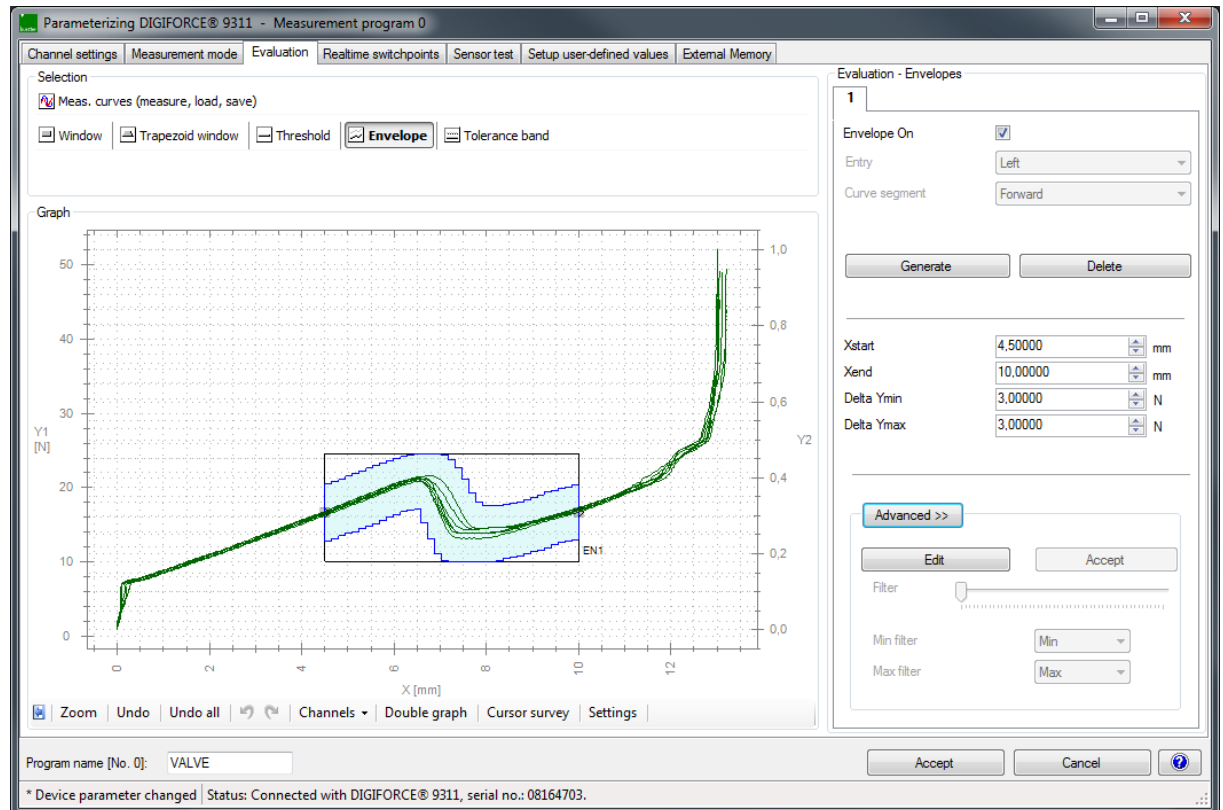 Parameterizing DIGIFORCE® 9311 - Measurement program 0
Channel settings Measurement mode Evaluation Realtime switchpoints Sensor test Setup user-defined values External Memory
Selection
Meas. curves (measure, load, save)
Window Trapezoid window Threshold Envelope Tolerance band
Graph
50
40
30
20
10
0
Y1
[N]
1,0
0,8
0,6
0,4
0,2
0,0
Y2
EN1
0 2 4 6 8 10 12
X [mm]
Zoom Undo Undo all Channels Double graph Cursor survey Settings
Evaluation - Envelopes
1
Envelope On
Entry Left
Curve segment Forward
Generate Delete
Xstart 4,50000 mm
Xend 10,00000 mm
Delta Ymin 3,00000 N
Delta Ymax 3,00000 N
Advanced >>
Edit Accept
Filter
Min filter Min
Max filter Max
Program name [No. 0]: VALVE
Accept Cancel
* Device parameter changed Status: Connected with DIGIFORCE® 9311, serial no.: 08164703.